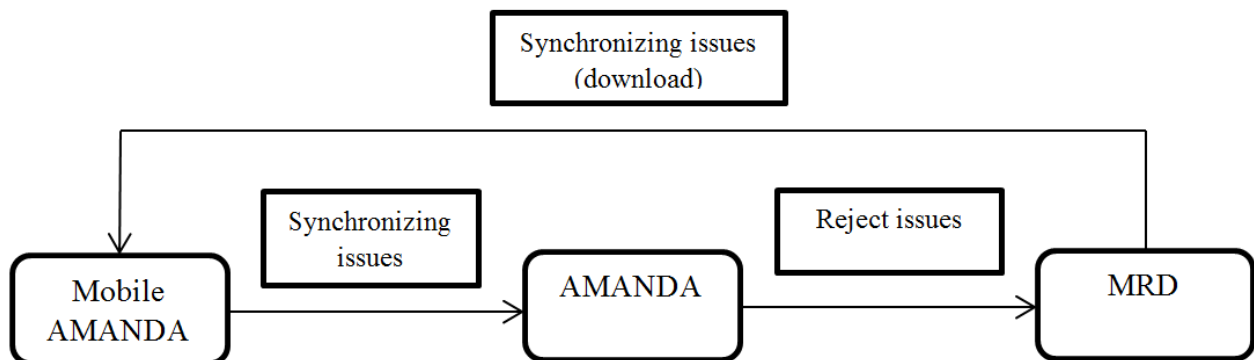 Synchronizing issues
(download)
Synchronizing
issues
Reject issues
Mobile
AMANDA
AMANDA
MRD